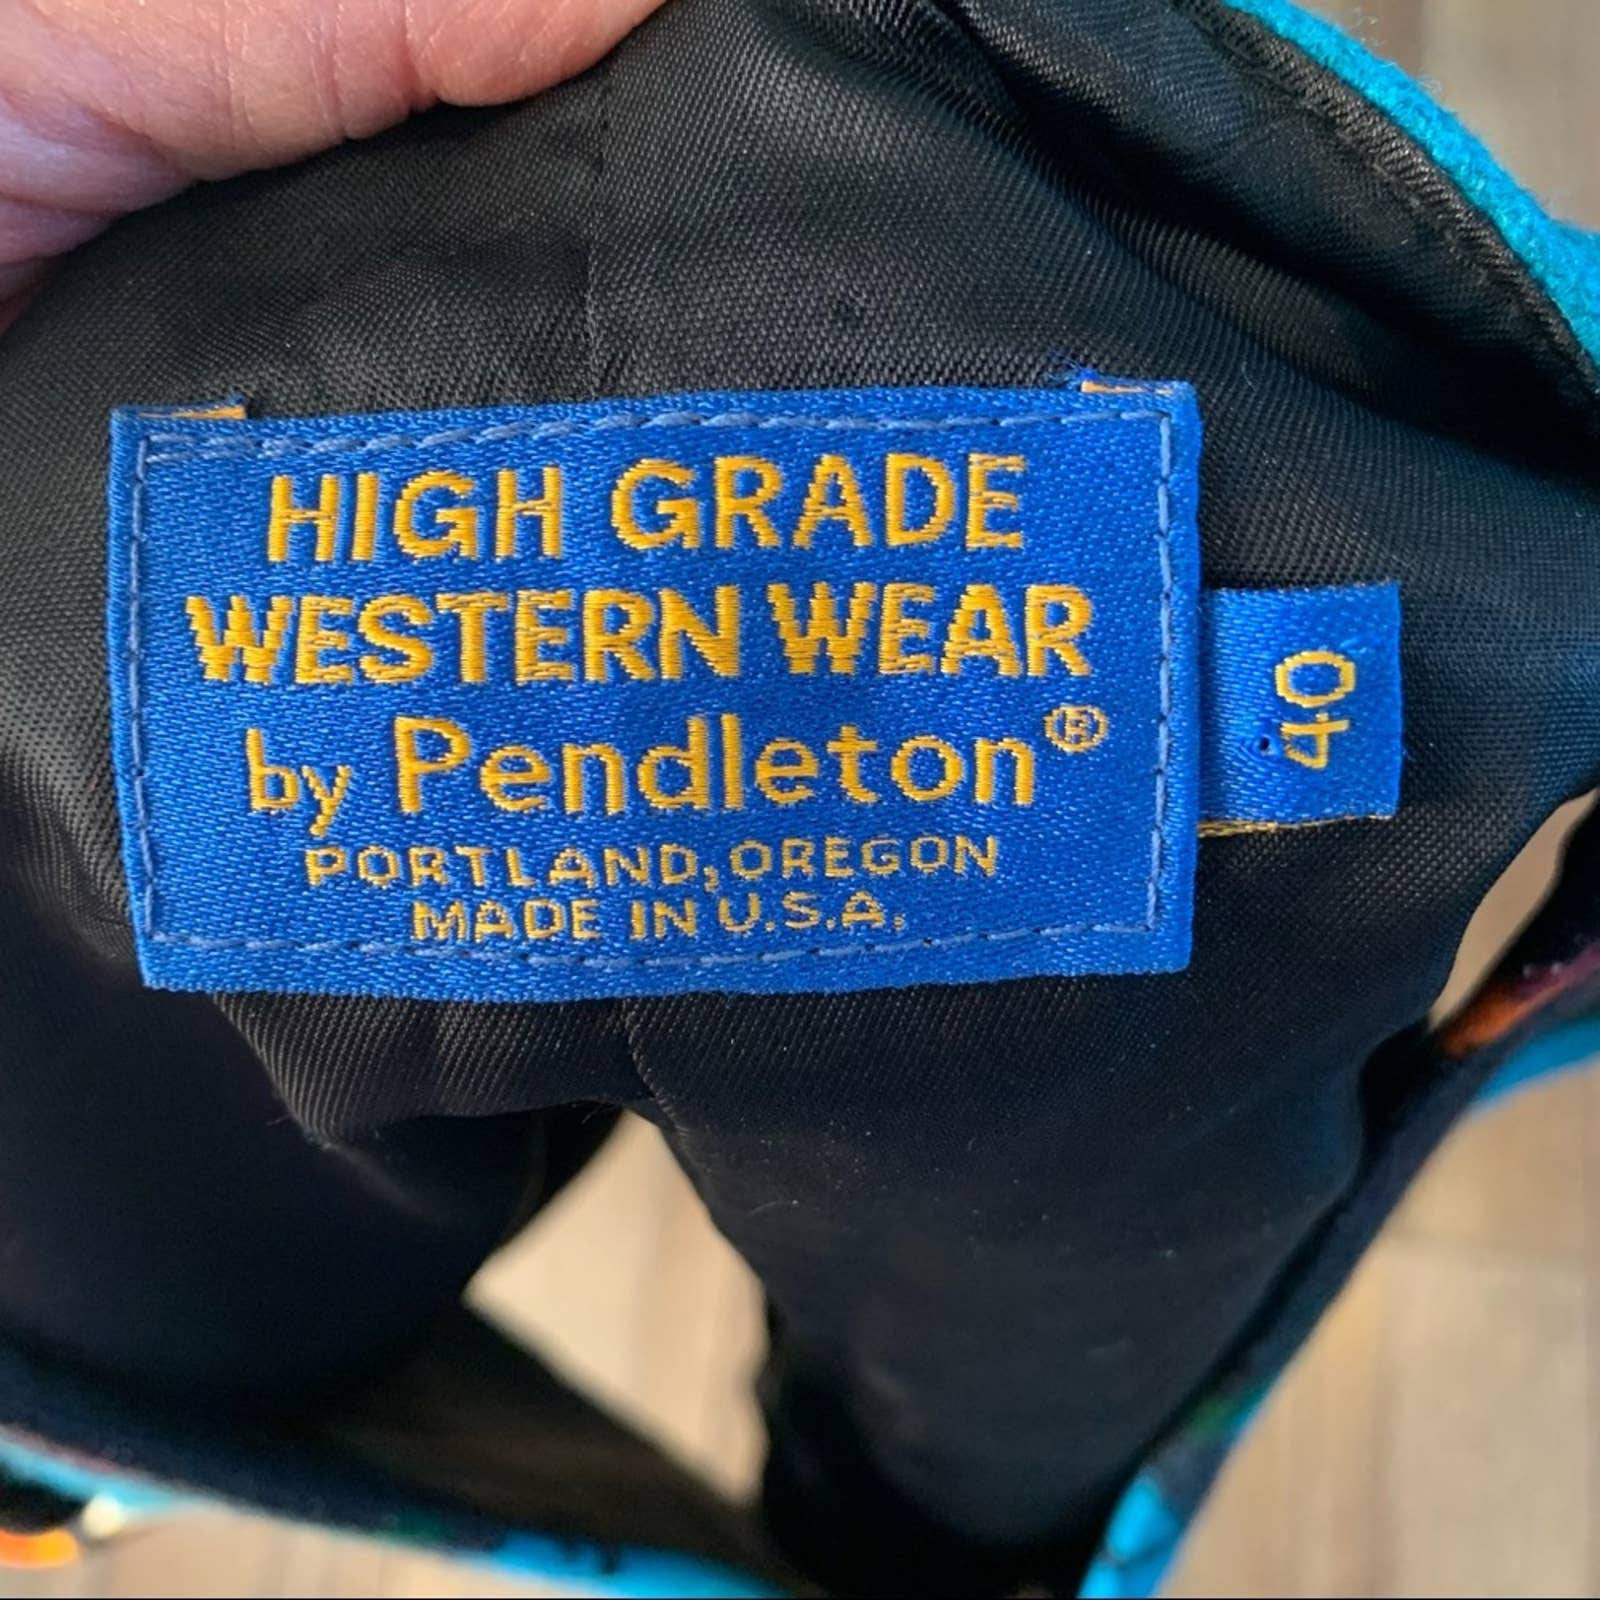 HIGH GRADE
WESTERN WEAR
by Pendleton®
PORTLAND, OREGON
MADE IN U.S.A.
40